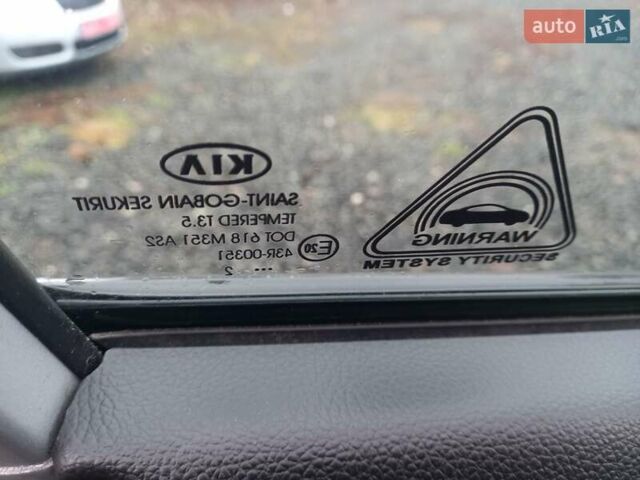 auto RIA
KIA
SAINT-GOBAIN SEKURIT
TEMPERED T3.5
DOT 618 M351 AS2
43R-00351
E20
... 2
WARNING
SECURITY SYSTEM